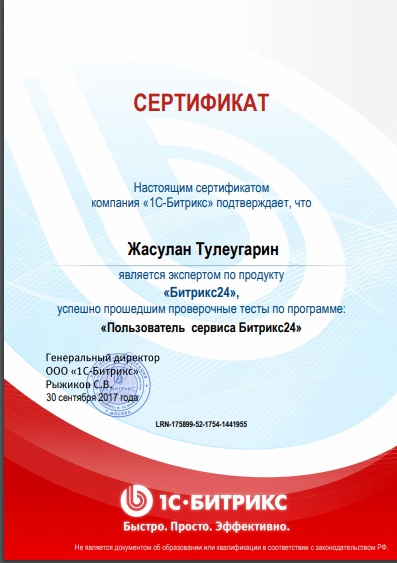 СЕРТИФИКАТ
Настоящим сертификатом
компания «1С-Битрикс» подтверждает, что
Жасулан Тулеугарин
является экспертом по продукту
«Битрикс24»,
успешно прошедшим проверочные тесты по программе:
«Пользователь сервиса Битрикс24»
Генеральный директор
ООО «1С-Битрикс»
Рыжиков С.В.
30 сентября 2017 года
LRN-175899-52-1754-1441955
1С·БИТРИКС
Быстро. Просто. Эффективно.
Не является документом об образовании или квалификации в соответствии с законодательством РФ.